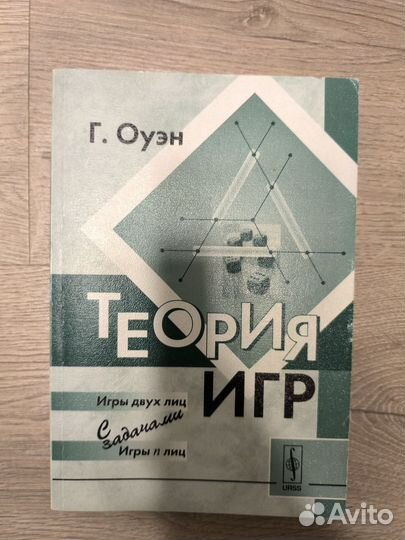 Г. Оуэн
ТЕОРИЯ
ИГР
Игры двух лиц
С задачами
Игры n лиц
URSS
Avito